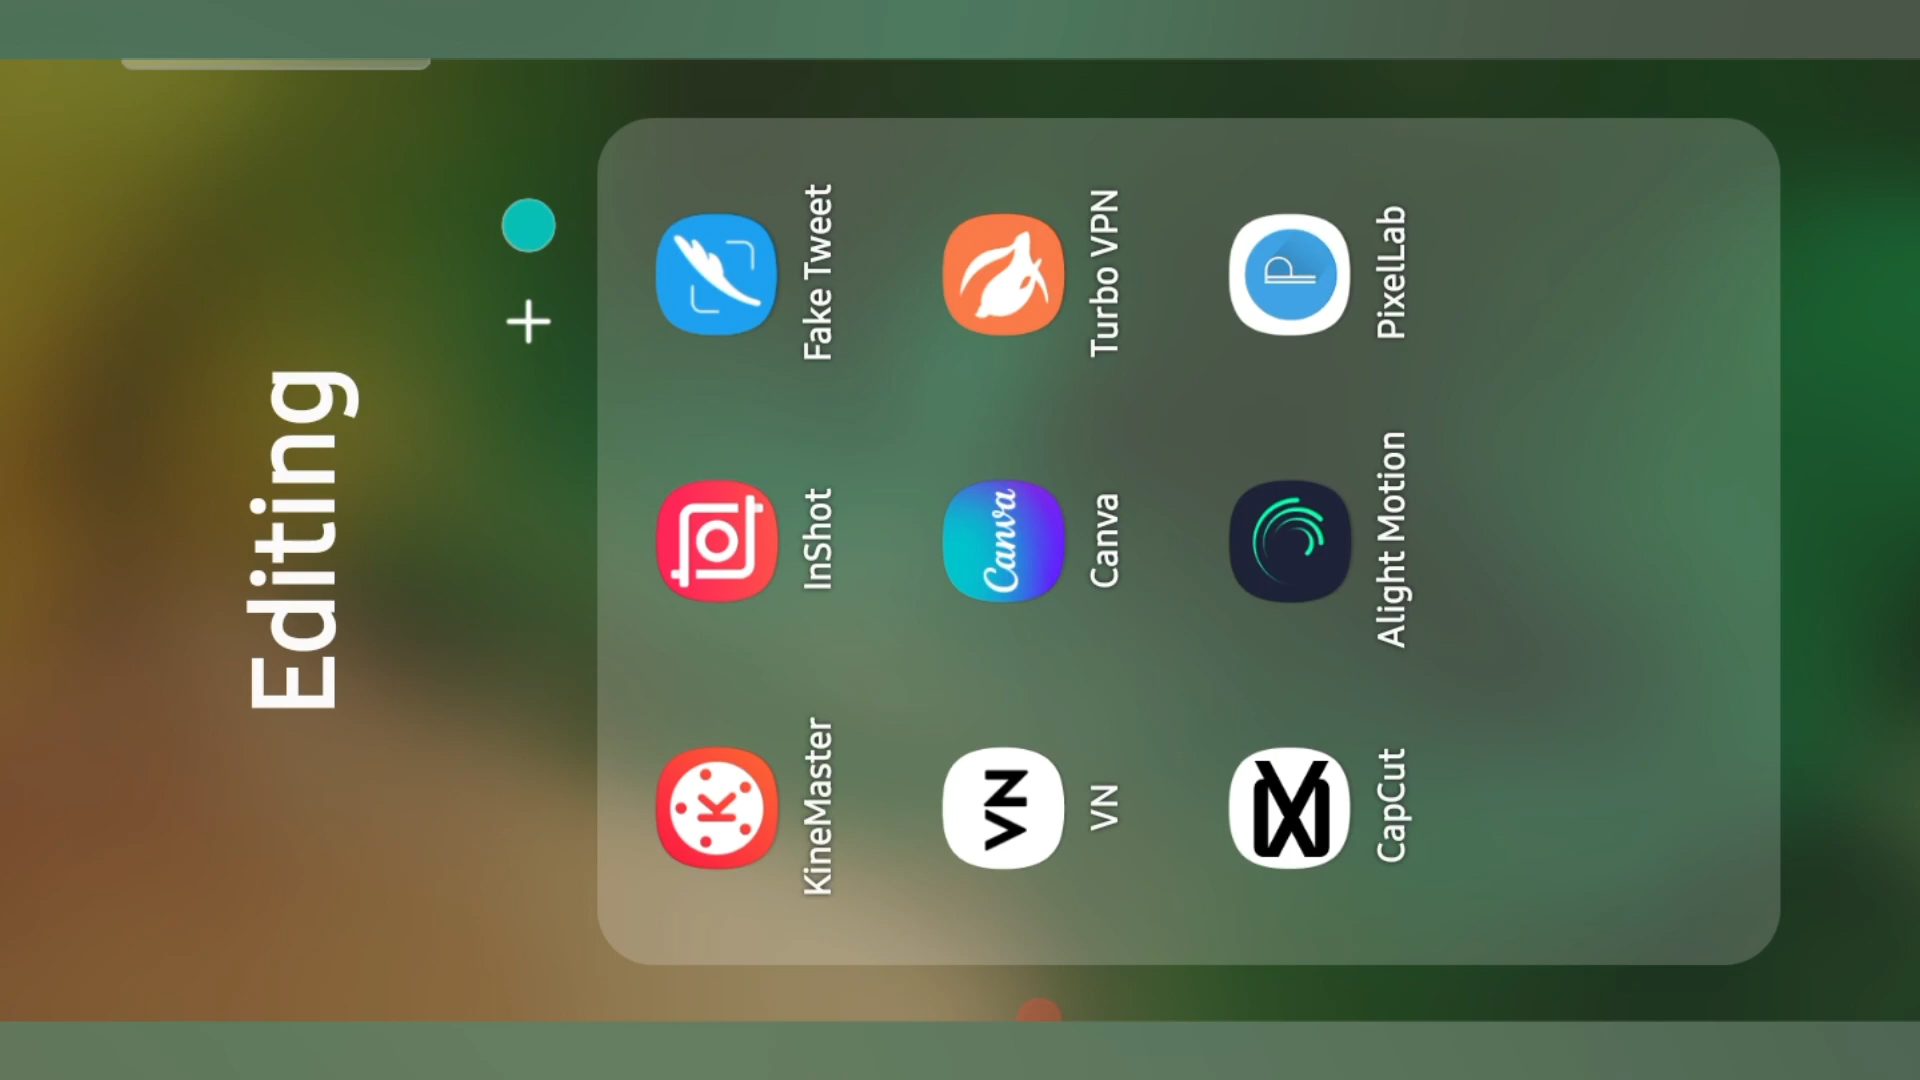 Editing
KineMaster InShot Fake Tweet
VN Canva Turbo VPN
CapCut Alight Motion PixelLab